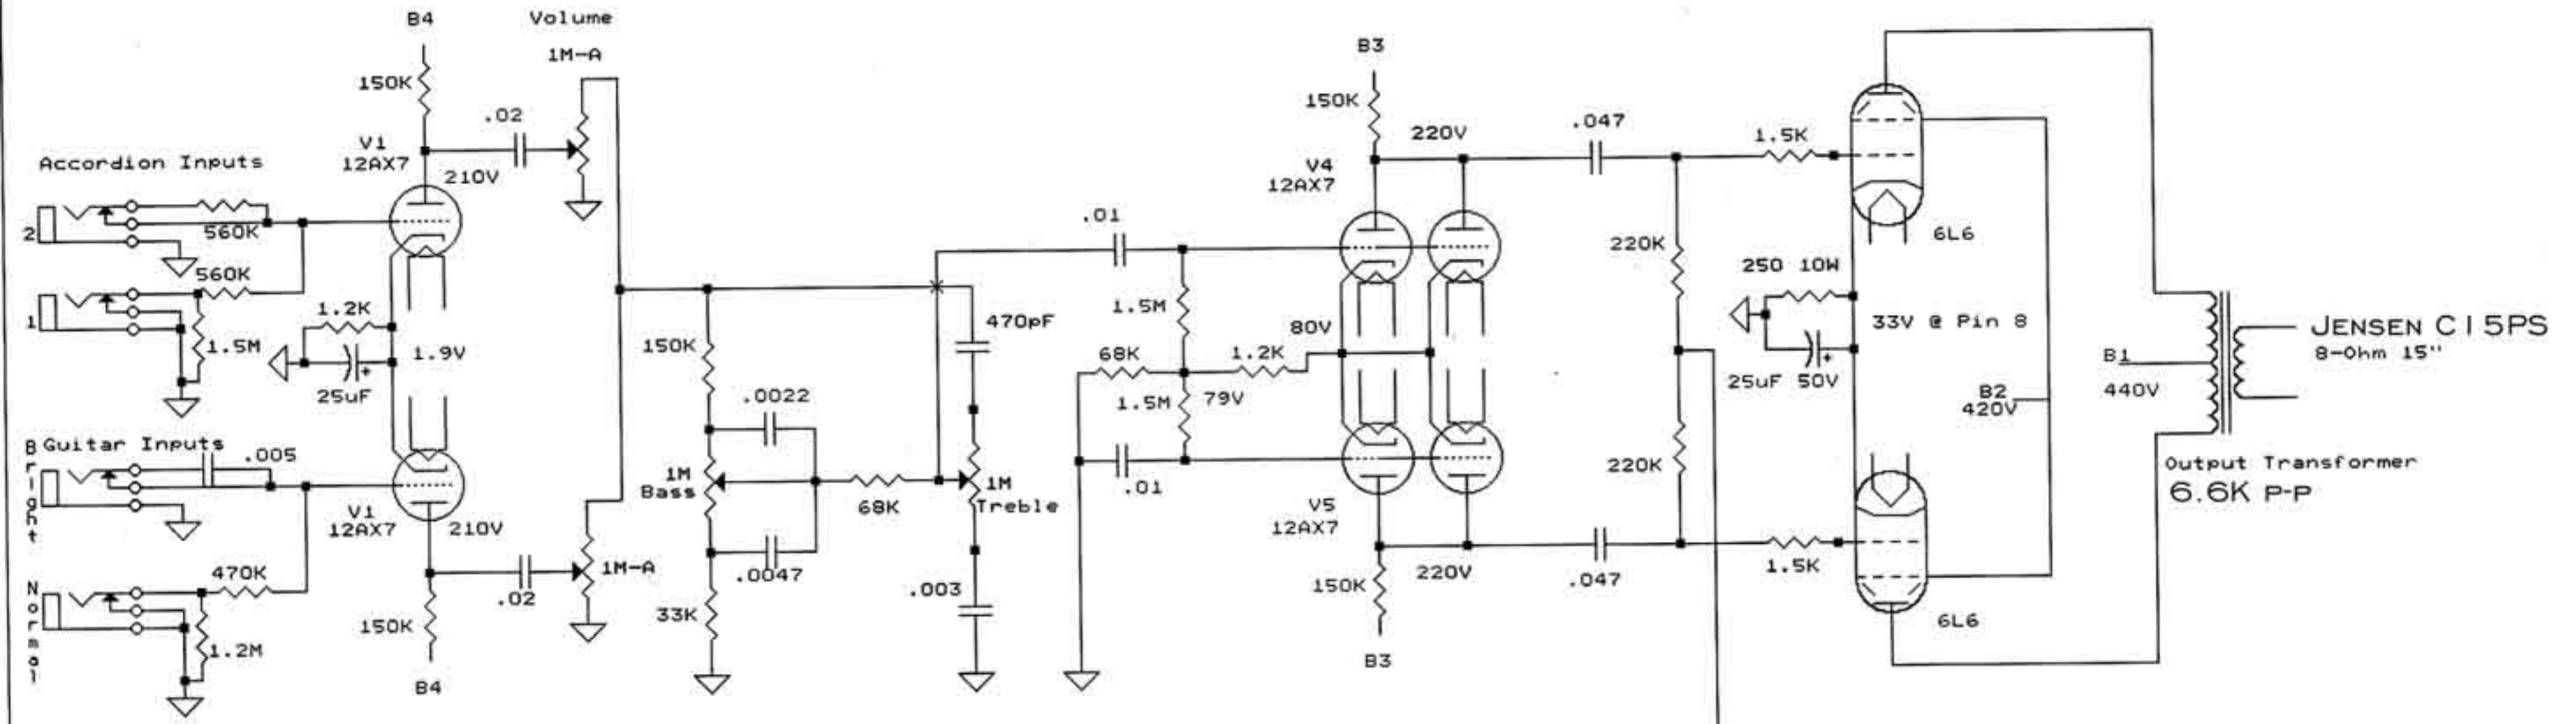 B4
Volume
1M-A
150K
.02
V1
12AX7
210V
Accordion Inputs
2
560K
560K
1
1.5M
1.2K
1.9V
25uF
Bright
Guitar Inputs
.005
V1
12AX7
210V
Normal
470K
1.2M
150K
.02
1M-A
B4
150K
.0022
1M
Bass
.0047
33K
68K
470pF
1M
Treble
.003
B3
150K
220V
V4
12AX7
.01
1.5M
80V
68K
1.2K
1.5M
79V
.01
V5
12AX7
220V
150K
B3
.047
1.5K
220K
220K
.047
1.5K
6L6
250 10W
33V @ Pin 8
25uF 50V
B2
420V
6L6
B1
440V
JENSEN C15PS
8-Ohm 15"
Output Transformer
6.6K P-P